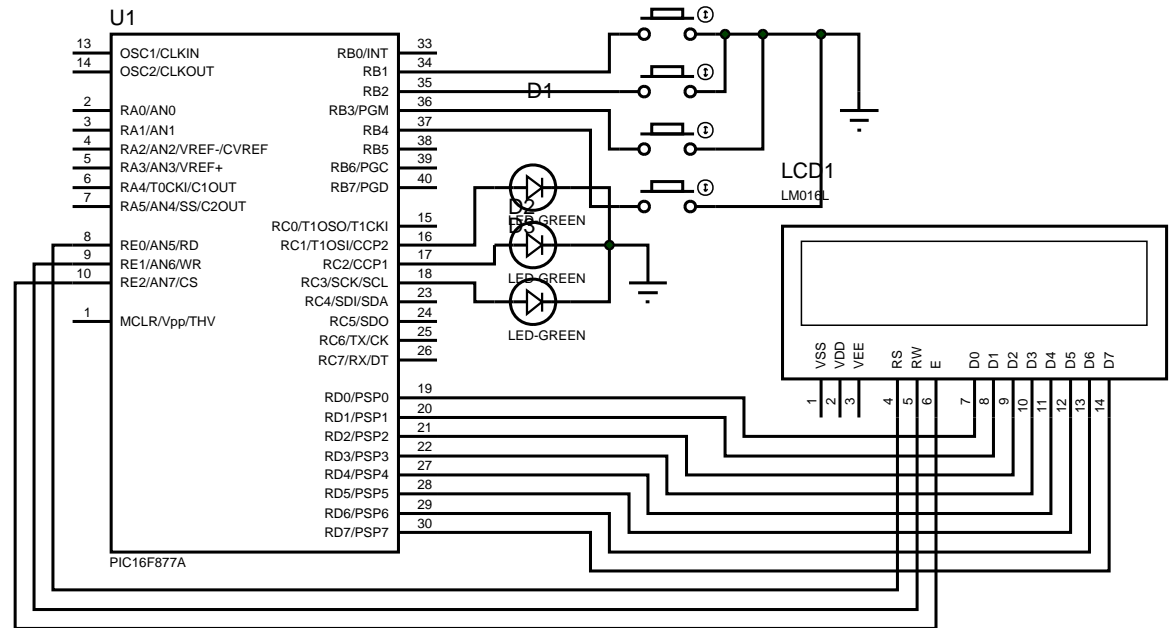 U1
13 OSC1/CLKIN
14 OSC2/CLKOUT
2 RA0/AN0
3 RA1/AN1
4 RA2/AN2/VREF-/CVREF
5 RA3/AN3/VREF+
6 RA4/T0CKI/C1OUT
7 RA5/AN4/SS/C2OUT
8 RE0/AN5/RD
9 RE1/AN6/WR
10 RE2/AN7/CS
1 MCLR/Vpp/THV
RB0/INT 33
RB1 34
RB2 35
RB3/PGM 36
RB4 37
RB5 38
RB6/PGC 39
RB7/PGD 40
RC0/T1OSO/T1CKI 15
RC1/T1OSI/CCP2 16
RC2/CCP1 17
RC3/SCK/SCL 18
RC4/SDI/SDA 23
RC5/SDO 24
RC6/TX/CK 25
RC7/RX/DT 26
RD0/PSP0 19
RD1/PSP1 20
RD2/PSP2 21
RD3/PSP3 22
RD4/PSP4 27
RD5/PSP5 28
RD6/PSP6 29
RD7/PSP7 30
PIC16F877A
D1
D2
LED-GREEN
D3
LED-GREEN
LED-GREEN
LCD1
LM016L
VSS 1
VDD 2
VEE 3
RS 4
RW 5
E 6
D0 7
D1 8
D2 9
D3 10
D4 11
D5 12
D6 13
D7 14